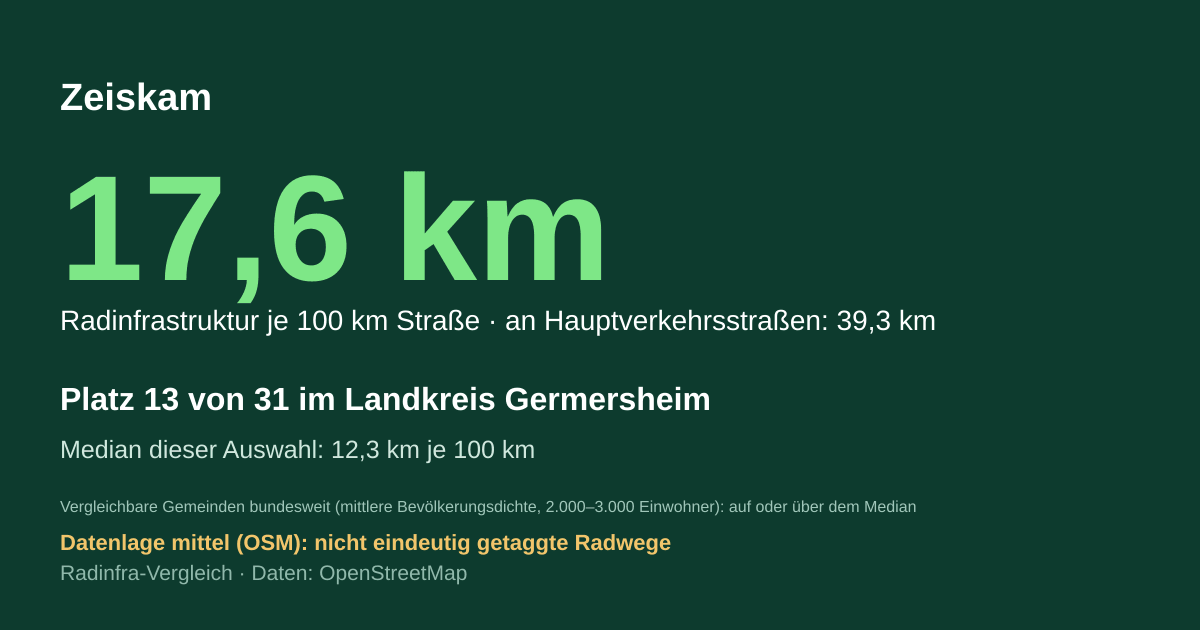 Zeiskam
17,6 km
Radinfrastruktur je 100 km Straße · an Hauptverkehrsstraßen: 39,3 km
Platz 13 von 31 im Landkreis Germersheim
Median dieser Auswahl: 12,3 km je 100 km
Vergleichbare Gemeinden bundesweit (mittlere Bevölkerungsdichte, 2.000–3.000 Einwohner): auf oder über dem Median
Datenlage mittel (OSM): nicht eindeutig getaggte Radwege
Radinfra-Vergleich · Daten: OpenStreetMap